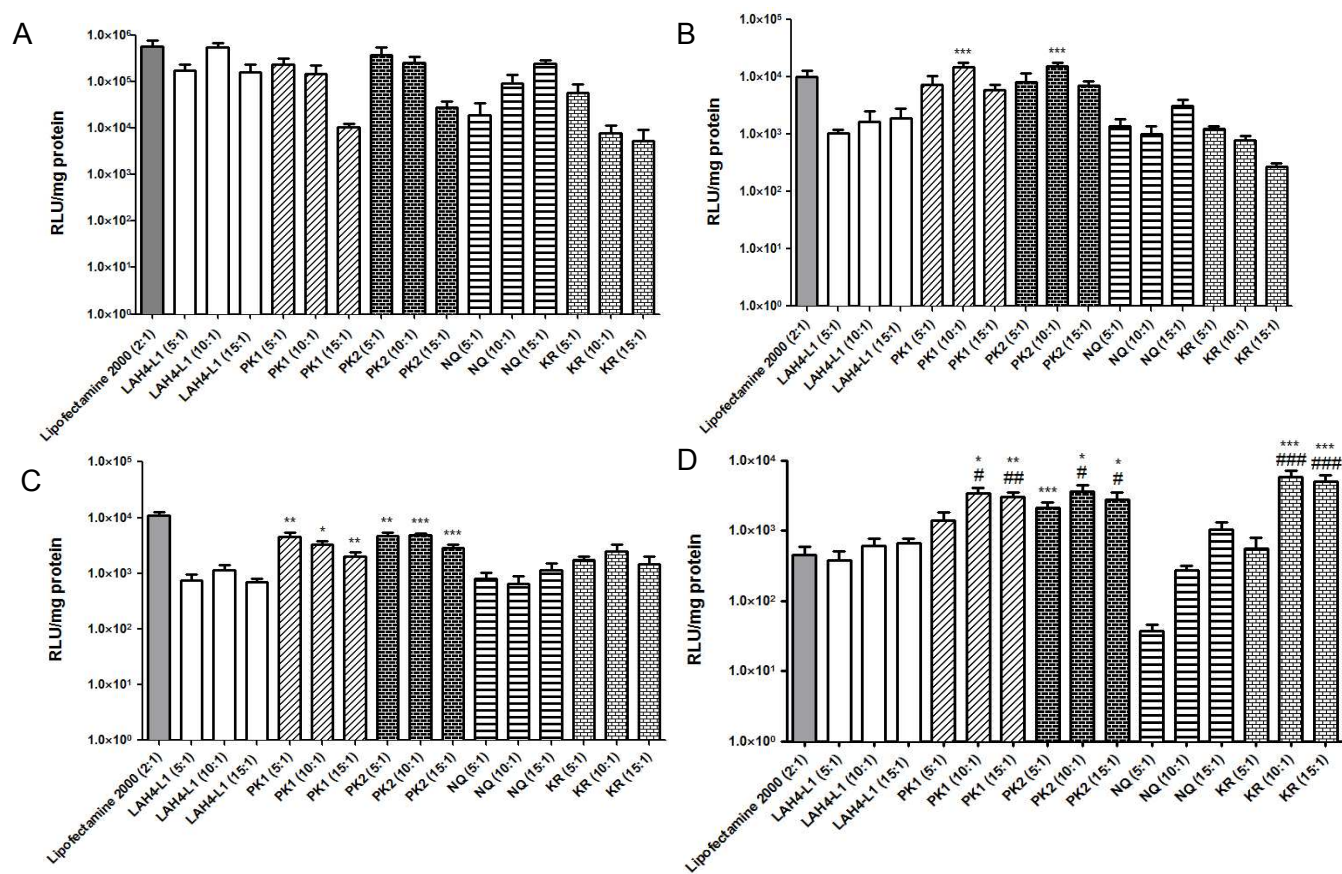 A
RLU/mg protein
1.0×10⁶
1.0×10⁵
1.0×10⁴
1.0×10³
1.0×10²
1.0×10¹
1.0×10⁰
Lipofectamine 2000 (2:1)
LAH4-L1 (5:1)
LAH4-L1 (10:1)
LAH4-L1 (15:1)
PK1 (5:1)
PK1 (10:1)
PK1 (15:1)
PK2 (5:1)
PK2 (10:1)
PK2 (15:1)
NQ (5:1)
NQ (10:1)
NQ (15:1)
KR (5:1)
KR (10:1)
KR (15:1)
B
RLU/mg protein
1.0×10⁵
1.0×10⁴
1.0×10³
1.0×10²
1.0×10¹
1.0×10⁰
***
***
Lipofectamine 2000 (2:1)
LAH4-L1 (5:1)
LAH4-L1 (10:1)
LAH4-L1 (15:1)
PK1 (5:1)
PK1 (10:1)
PK1 (15:1)
PK2 (5:1)
PK2 (10:1)
PK2 (15:1)
NQ (5:1)
NQ (10:1)
NQ (15:1)
KR (5:1)
KR (10:1)
KR (15:1)
C
RLU/mg protein
1.0×10⁵
1.0×10⁴
1.0×10³
1.0×10²
1.0×10¹
1.0×10⁰
**
*
**
**
***
***
Lipofectamine 2000 (2:1)
LAH4-L1 (5:1)
LAH4-L1 (10:1)
LAH4-L1 (15:1)
PK1 (5:1)
PK1 (10:1)
PK1 (15:1)
PK2 (5:1)
PK2 (10:1)
PK2 (15:1)
NQ (5:1)
NQ (10:1)
NQ (15:1)
KR (5:1)
KR (10:1)
KR (15:1)
D
RLU/mg protein
1.0×10⁴
1.0×10³
1.0×10²
1.0×10¹
1.0×10⁰
*
#
**
##
***
*
#
*
#
***
###
***
###
Lipofectamine 2000 (2:1)
LAH4-L1 (5:1)
LAH4-L1 (10:1)
LAH4-L1 (15:1)
PK1 (5:1)
PK1 (10:1)
PK1 (15:1)
PK2 (5:1)
PK2 (10:1)
PK2 (15:1)
NQ (5:1)
NQ (10:1)
NQ (15:1)
KR (5:1)
KR (10:1)
KR (15:1)